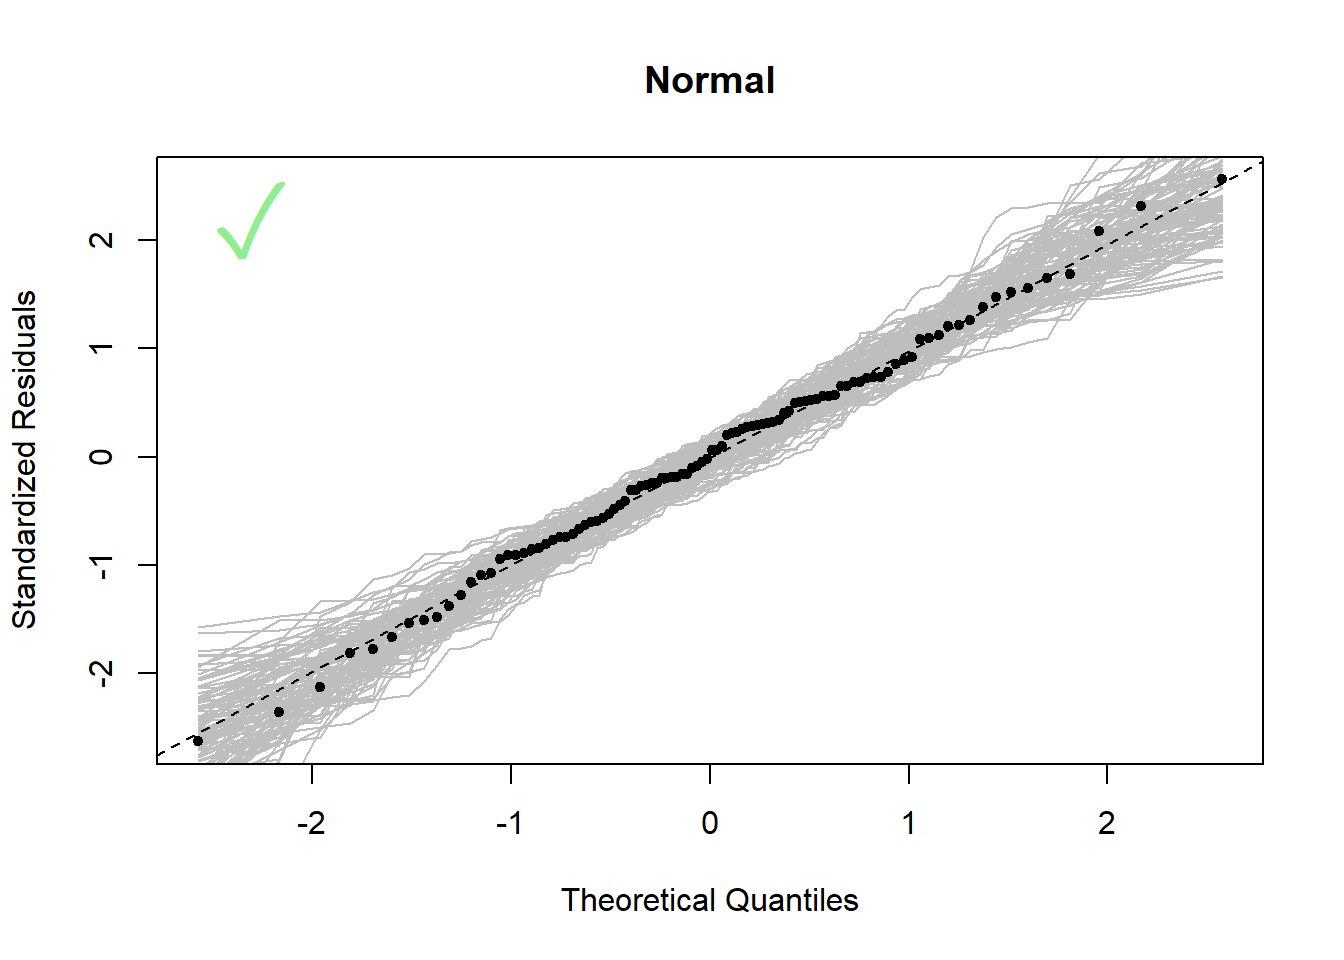 Normal
Standardized Residuals
2
1
0
-1
-2
-2 -1 0 1 2
Theoretical Quantiles